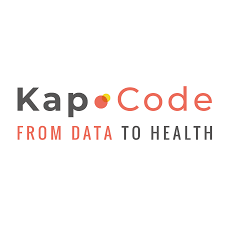 Kap Code
FROM DATA TO HEALTH